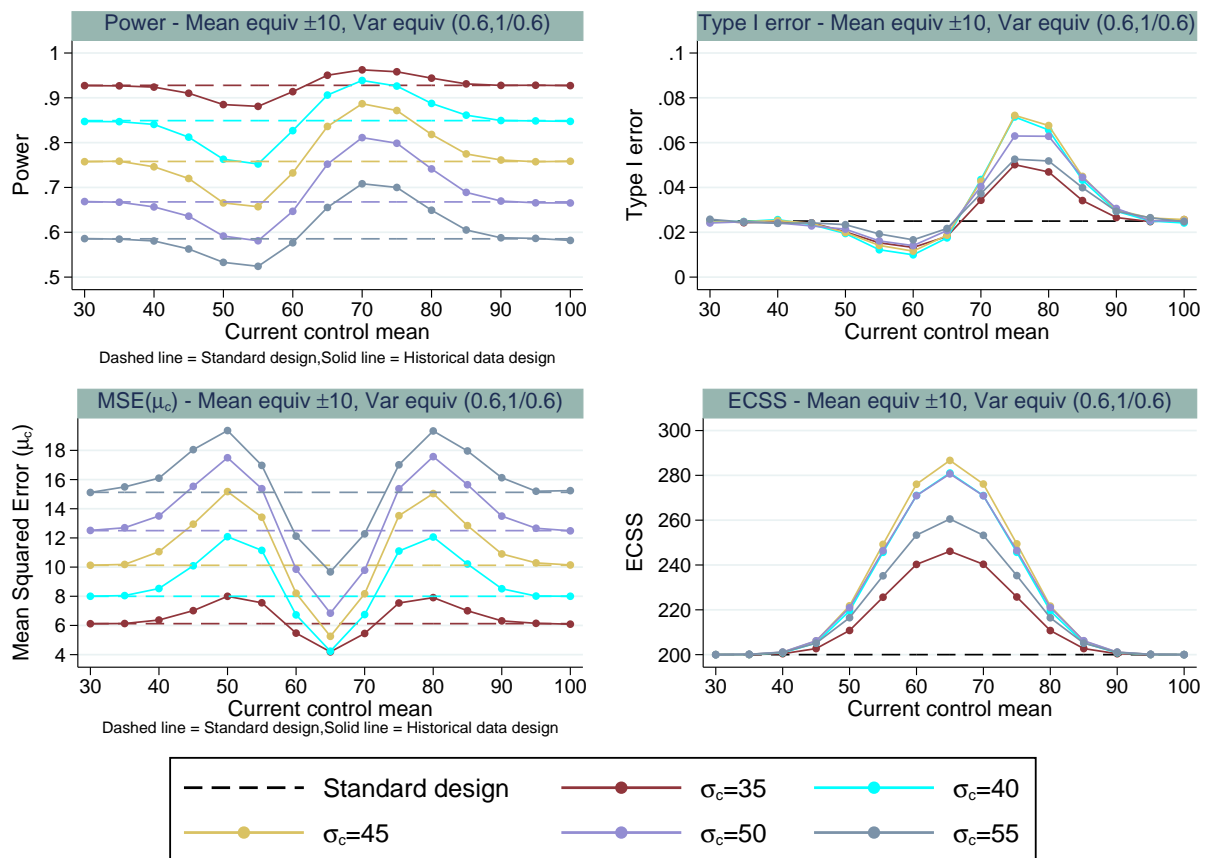 Power - Mean equiv ±10, Var equiv (0.6,1/0.6)
Power
1
.9
.8
.7
.6
.5
30 40 50 60 70 80 90 100
Current control mean
Dashed line = Standard design,Solid line = Historical data design
Type I error - Mean equiv ±10, Var equiv (0.6,1/0.6)
Type I error
.1
.08
.06
.04
.02
0
30 40 50 60 70 80 90 100
Current control mean
MSE(μc) - Mean equiv ±10, Var equiv (0.6,1/0.6)
Mean Squared Error (μc)
18
16
14
12
10
8
6
4
30 40 50 60 70 80 90 100
Current control mean
Dashed line = Standard design,Solid line = Historical data design
ECSS - Mean equiv ±10, Var equiv (0.6,1/0.6)
ECSS
300
280
260
240
220
200
30 40 50 60 70 80 90 100
Current control mean
Standard design σc=35 σc=40
σc=45 σc=50 σc=55